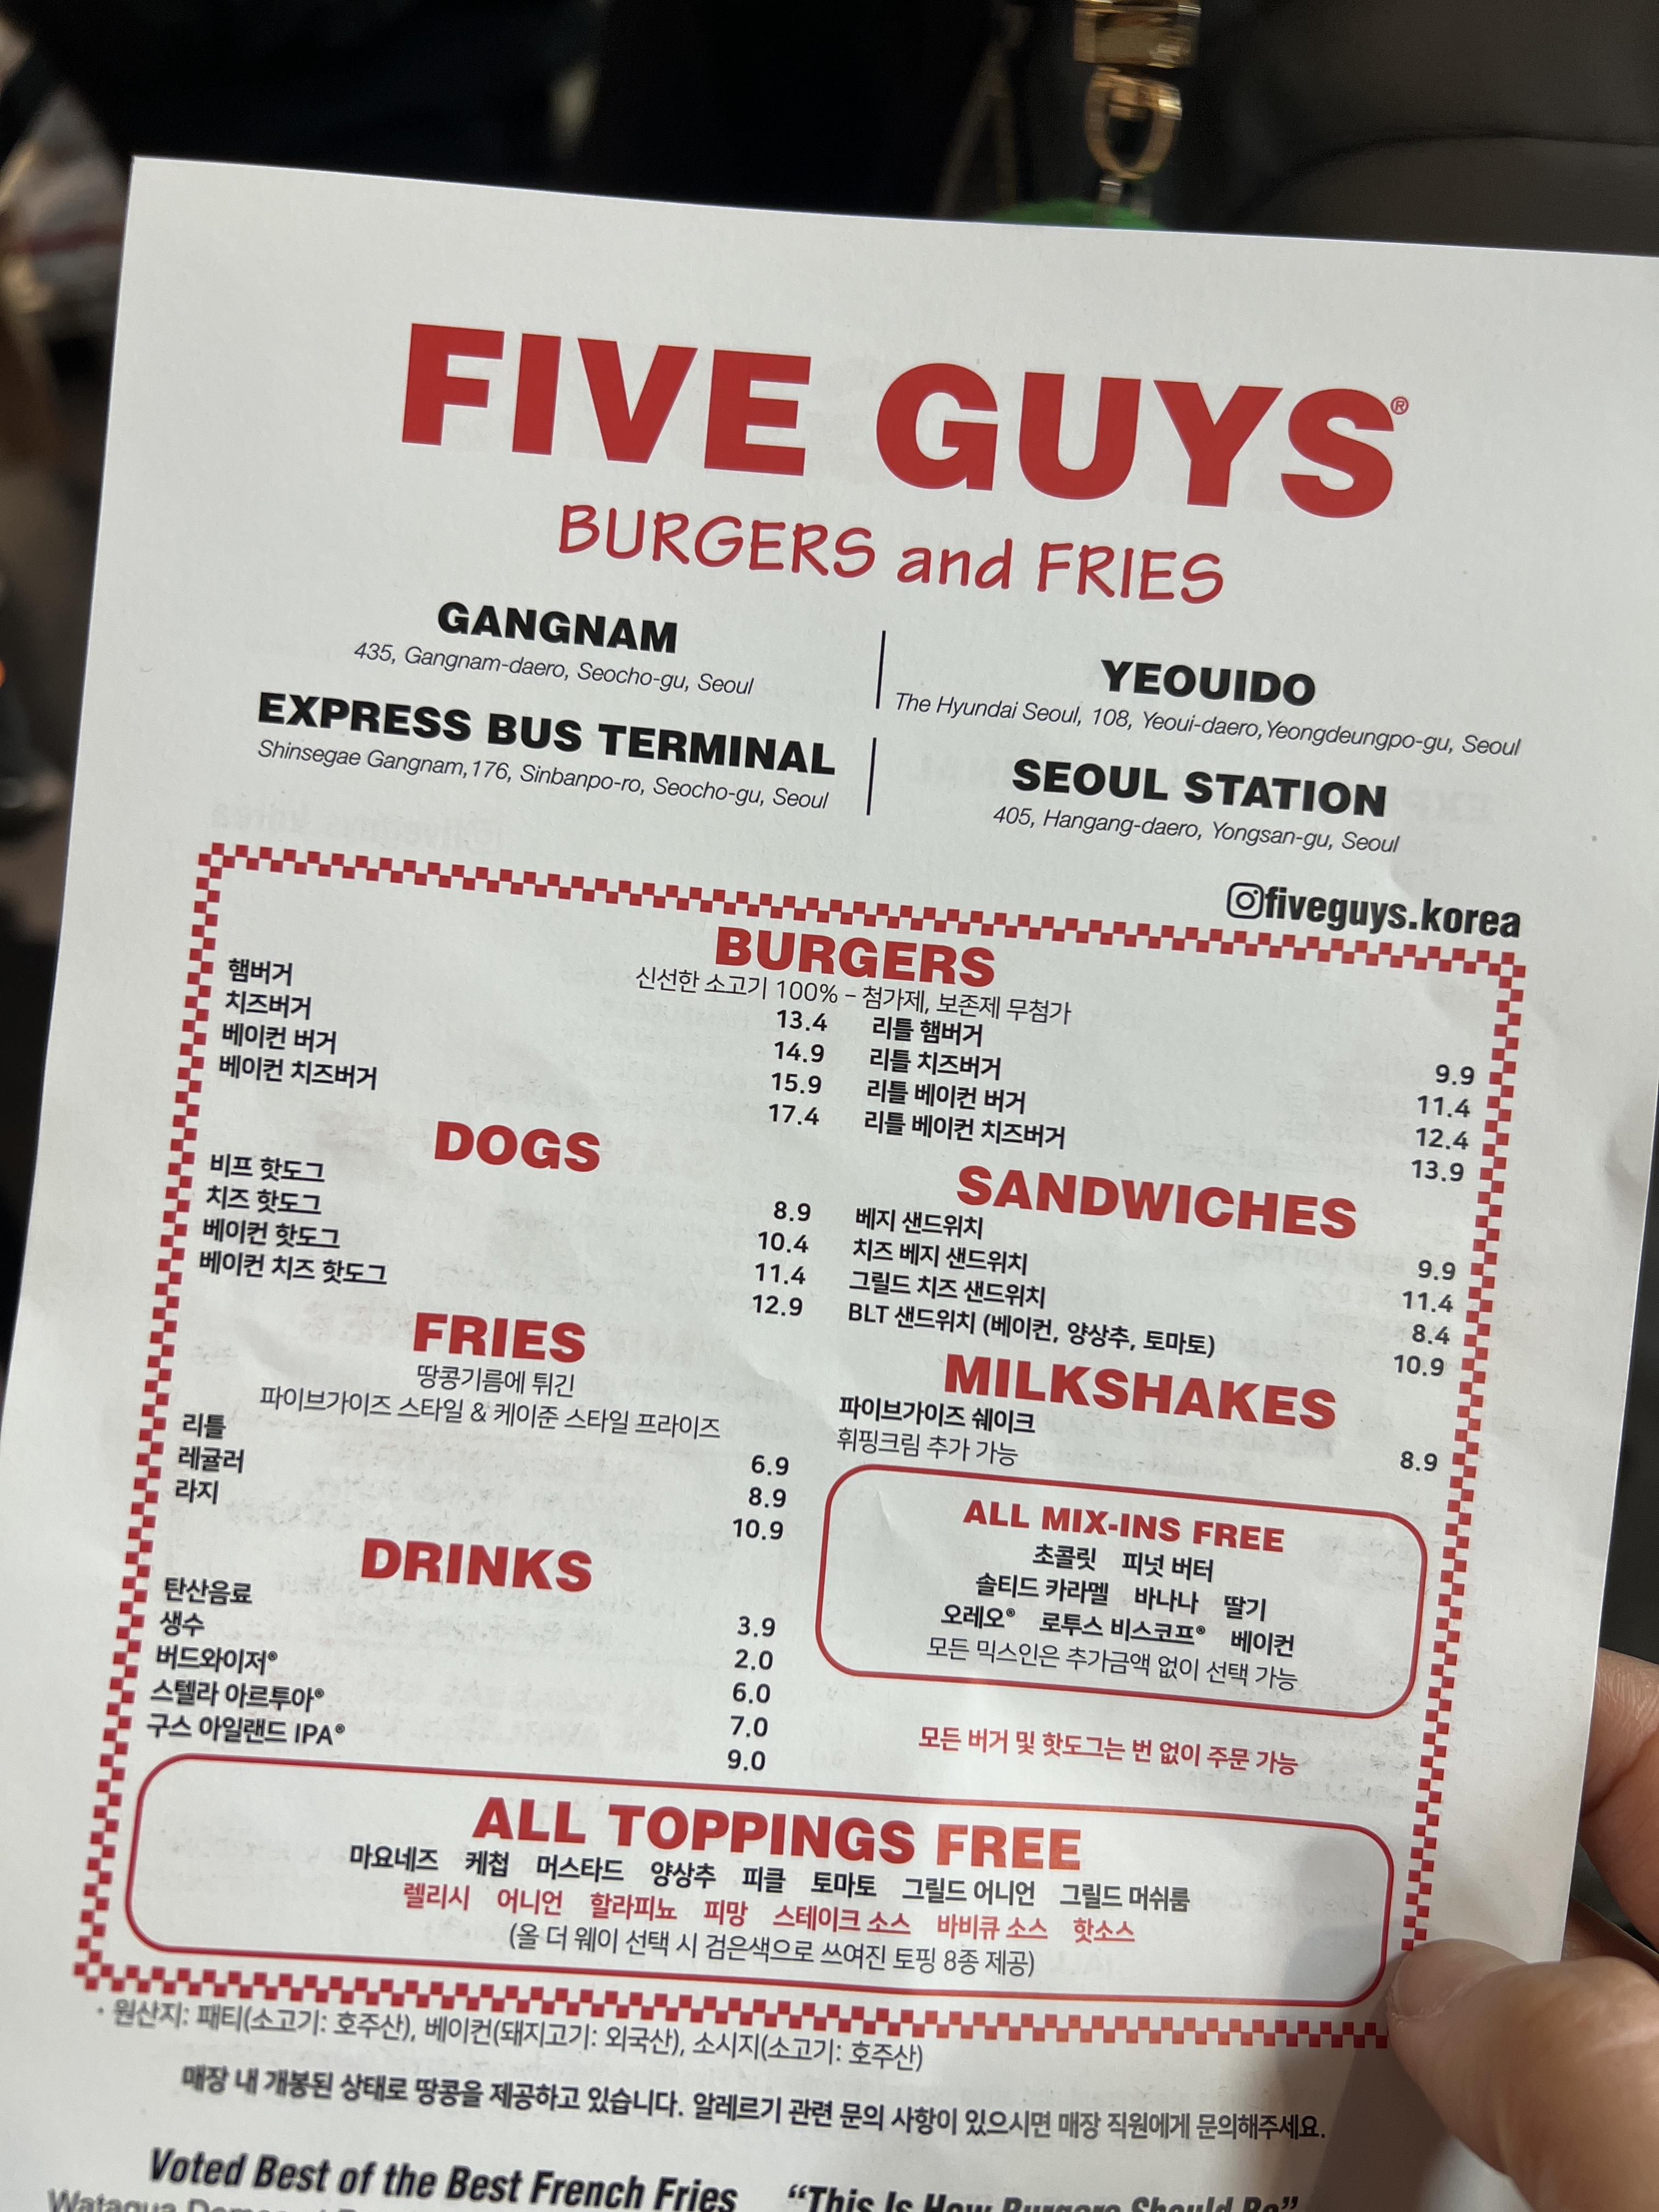 FIVE GUYS®
BURGERS and FRIES
GANGNAM
435, Gangnam-daero, Seocho-gu, Seoul
YEOUIDO
The Hyundai Seoul, 108, Yeoui-daero, Yeongdeungpo-gu, Seoul
EXPRESS BUS TERMINAL
Shinsegae Gangnam,176, Sinbanpo-ro, Seocho-gu, Seoul
SEOUL STATION
405, Hangang-daero, Yongsan-gu, Seoul
fiveguys.korea
BURGERS
신선한 소고기 100% – 첨가제, 보존제 무첨가
햄버거 13.4
치즈버거 14.9
베이컨 버거 15.9
베이컨 치즈버거 17.4
리틀 햄버거 9.9
리틀 치즈버거 11.4
리틀 베이컨 버거 12.4
리틀 베이컨 치즈버거 13.9
DOGS
비프 핫도그 8.9
치즈 핫도그 10.4
베이컨 핫도그 11.4
베이컨 치즈 핫도그 12.9
SANDWICHES
베지 샌드위치 9.9
치즈 베지 샌드위치 11.4
그릴드 치즈 샌드위치 8.4
BLT 샌드위치 (베이컨, 양상추, 토마토) 10.9
FRIES
땅콩기름에 튀긴
파이브가이즈 스타일 & 케이준 스타일 프라이즈
리틀 6.9
레귤러 8.9
라지 10.9
MILKSHAKES
파이브가이즈 쉐이크 8.9
휘핑크림 추가 가능
ALL MIX-INS FREE
초콜릿 피넛 버터
솔티드 카라멜 바나나 딸기
오레오® 로투스 비스코프® 베이컨
모든 믹스인은 추가금액 없이 선택 가능
DRINKS
탄산음료 3.9
생수 2.0
버드와이저® 6.0
스텔라 아르투아® 7.0
구스 아일랜드 IPA® 9.0
모든 버거 및 핫도그는 번 없이 주문 가능
ALL TOPPINGS FREE
마요네즈 케첩 머스타드 양상추 피클 토마토 그릴드 어니언 그릴드 머쉬룸
렐리시 어니언 할라피뇨 피망 스테이크 소스 바비큐 소스 핫소스
(올 더 웨이 선택 시 검은색으로 쓰여진 토핑 8종 제공)
• 원산지: 패티(소고기: 호주산), 베이컨(돼지고기: 외국산), 소시지(소고기: 호주산)
매장 내 개봉된 상태로 땅콩을 제공하고 있습니다. 알레르기 관련 문의 사항이 있으시면 매장 직원에게 문의해주세요.
Voted Best of the Best French Fries
“This Is How Burgers Should Be”